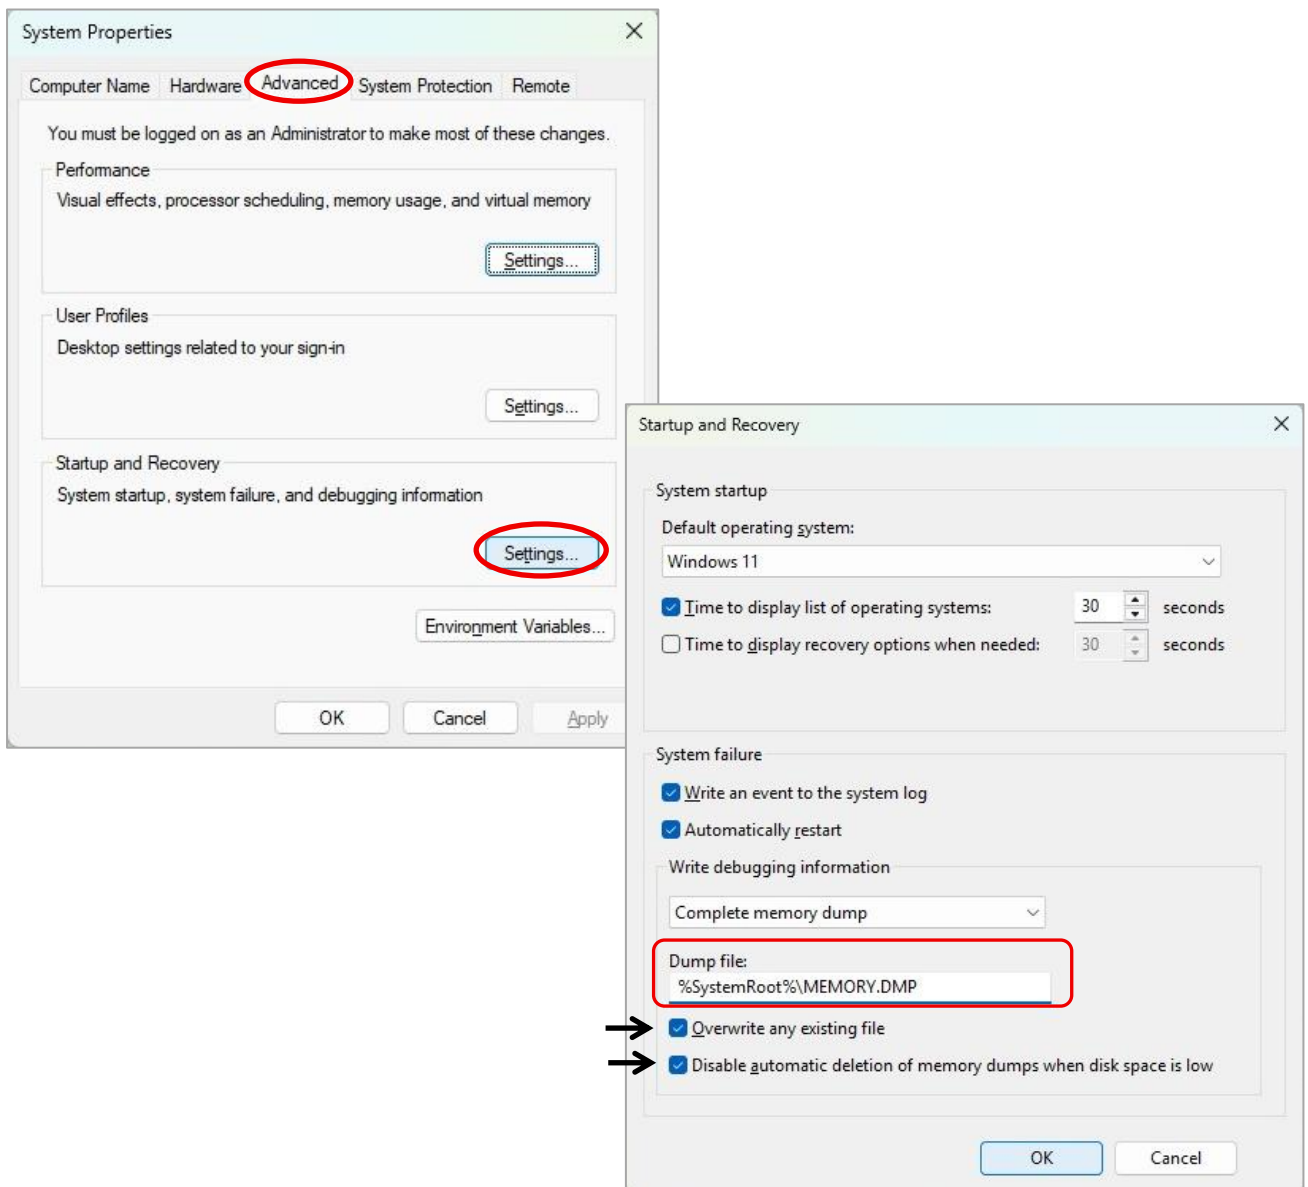 System Properties
Computer Name Hardware Advanced System Protection Remote
You must be logged on as an Administrator to make most of these changes.
Performance
Visual effects, processor scheduling, memory usage, and virtual memory
Settings...
User Profiles
Desktop settings related to your sign-in
Settings...
Startup and Recovery
System startup, system failure, and debugging information
Settings...
Environment Variables...
OK Cancel Apply
Startup and Recovery
System startup
Default operating system:
Windows 11
Time to display list of operating systems: 30 seconds
Time to display recovery options when needed: 30 seconds
System failure
Write an event to the system log
Automatically restart
Write debugging information
Complete memory dump
Dump file:
%SystemRoot%\MEMORY.DMP
Overwrite any existing file
Disable automatic deletion of memory dumps when disk space is low
OK Cancel